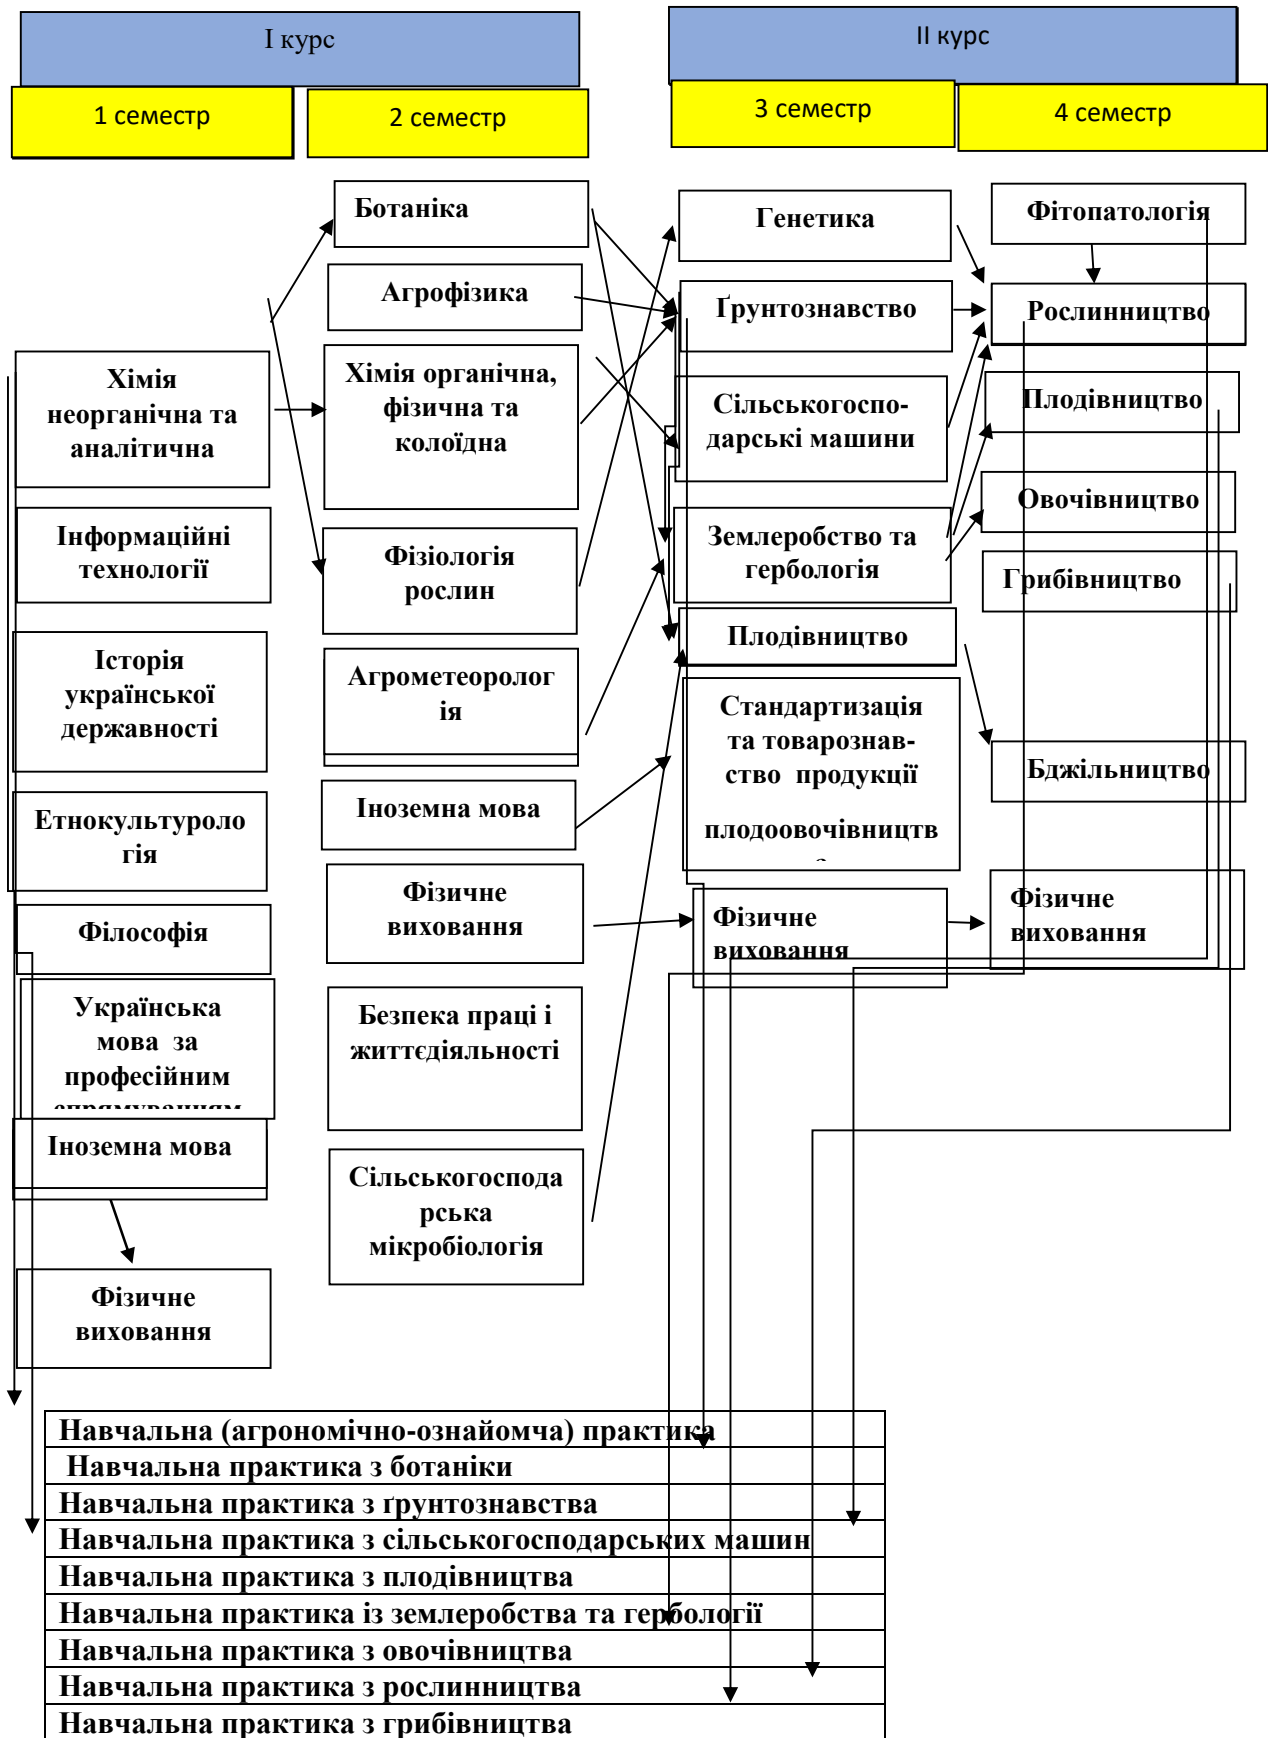 I курс
II курс
1 семестр
2 семестр
3 семестр
4 семестр
Хімія
неорганічна та
аналітична
Інформаційні
технології
Історія
української
державності
Етнокультуроло
гія
Філософія
Українська
мова за
професійним
спрямуванням
Іноземна мова
Фізичне
виховання
Ботаніка
Агрофізика
Хімія органічна,
фізична та
колоїдна
Фізіологія
рослин
Агрометеоролог
ія
Іноземна мова
Фізичне
виховання
Безпека праці і
життєдіяльності
Сільськогоспода
рська
мікробіологія
Генетика
Ґрунтознавство
Сільськогоспо-
дарські машини
Землеробство та
гербологія
Плодівництво
Стандартизація
та товарознав-
ство продукції
плодоовочівництв
Фізичне
виховання
Фітопатологія
Рослинництво
Плодівництво
Овочівництво
Грибівництво
Бджільництво
Фізичне
виховання
Навчальна (агрономічно-ознайомча) практика
Навчальна практика з ботаніки
Навчальна практика з ґрунтознавства
Навчальна практика з сільськогосподарських машин
Навчальна практика з плодівництва
Навчальна практика із землеробства та гербології
Навчальна практика з овочівництва
Навчальна практика з рослинництва
Навчальна практика з грибівництва